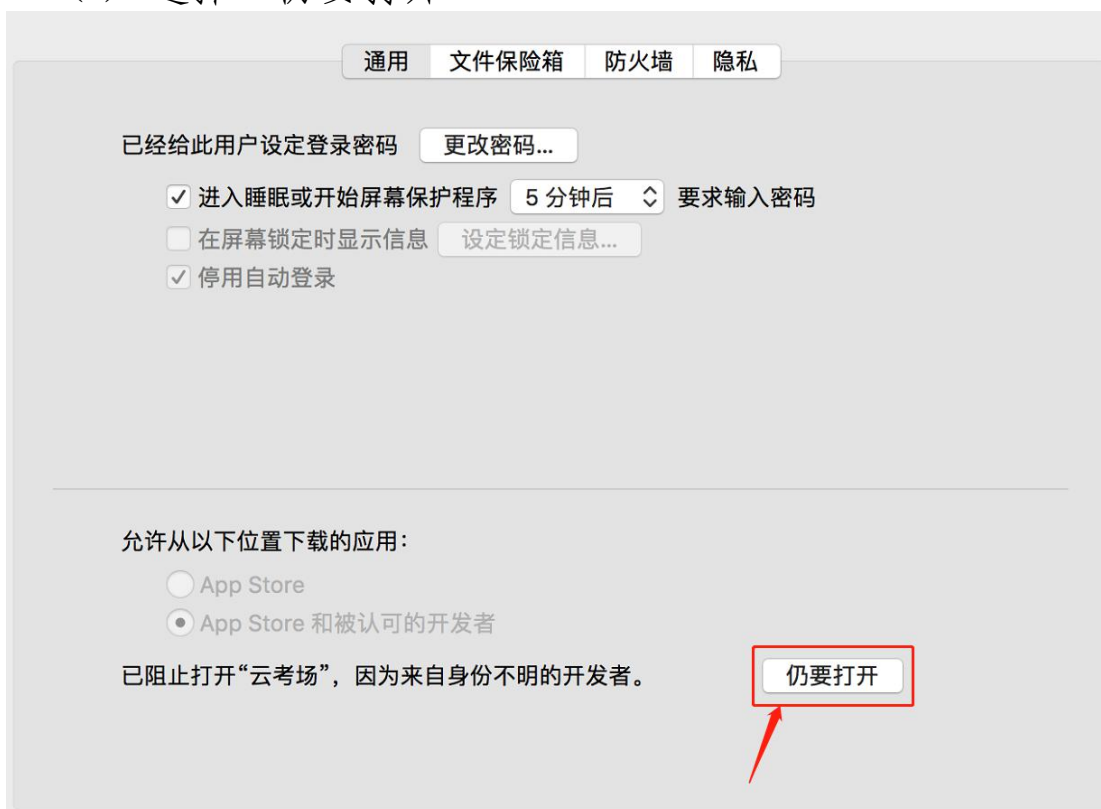 通用 文件保险箱 防火墙 隐私
已经给此用户设定登录密码 更改密码...
进入睡眠或开始屏幕保护程序 5 分钟后 要求输入密码
在屏幕锁定时显示信息 设定锁定信息...
停用自动登录
允许从以下位置下载的应用：
App Store
App Store 和被认可的开发者
已阻止打开“云考场”，因为来自身份不明的开发者。 仍要打开